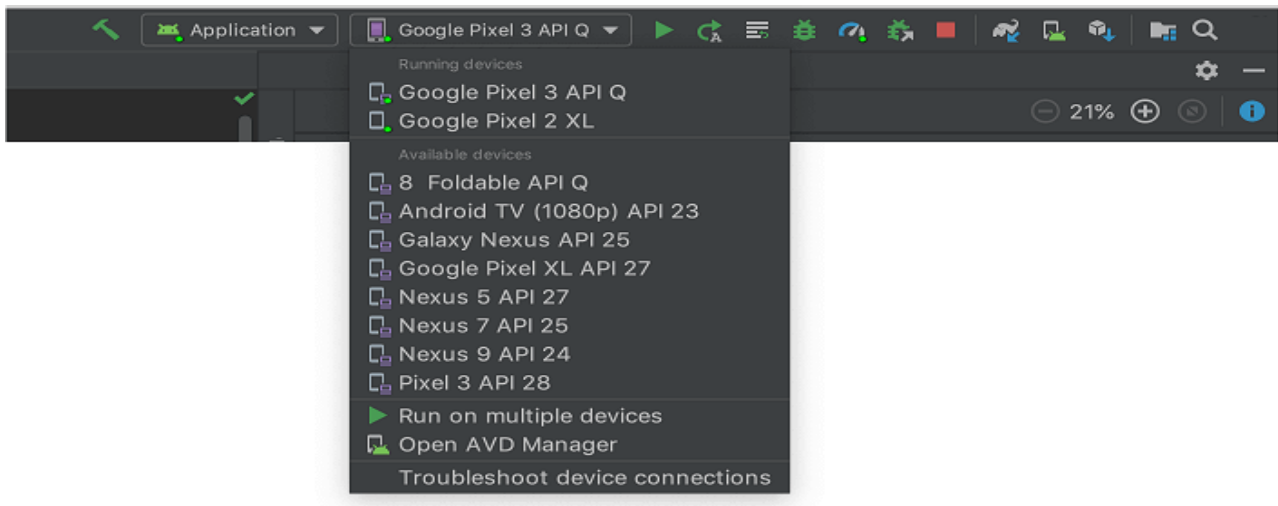 Application
Google Pixel 3 API Q
Running devices
Google Pixel 3 API Q
Google Pixel 2 XL
21%
Available devices
8 Foldable API Q
Android TV (1080p) API 23
Galaxy Nexus API 25
Google Pixel XL API 27
Nexus 5 API 27
Nexus 7 API 25
Nexus 9 API 24
Pixel 3 API 28
Run on multiple devices
Open AVD Manager
Troubleshoot device connections